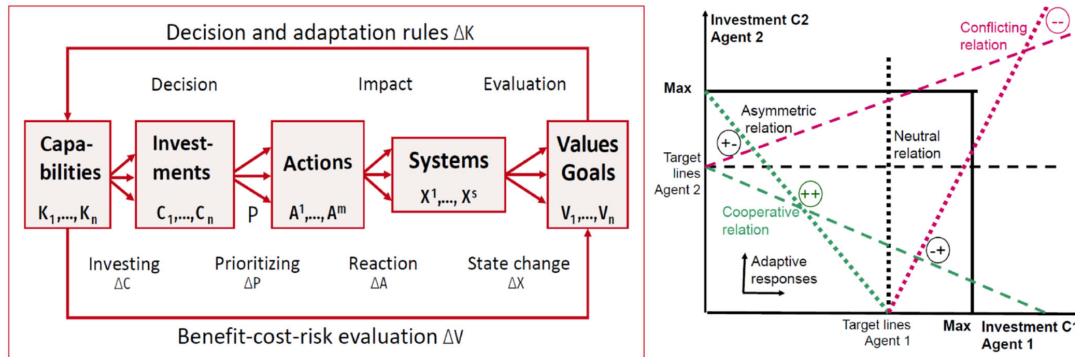 Decision and adaptation rules ΔK
Decision
Impact
Evaluation
Capa-
bilities
K₁,..., Kₙ
Invest-
ments
C₁,..., Cₙ
P
Actions
A¹,..., Aᵐ
Systems
X¹,..., Xˢ
Values
Goals
V₁,..., Vₙ
Investing
ΔC
Prioritizing
ΔP
Reaction
ΔA
State change
ΔX
Benefit-cost-risk evaluation ΔV
Investment C2
Agent 2
Conflicting
relation
--
Max
Asymmetric
relation
Neutral
relation
+-
Target
lines
Agent 2
++
Cooperative
relation
-+
Adaptive
responses
Target lines
Agent 1
Max
Investment C1
Agent 1